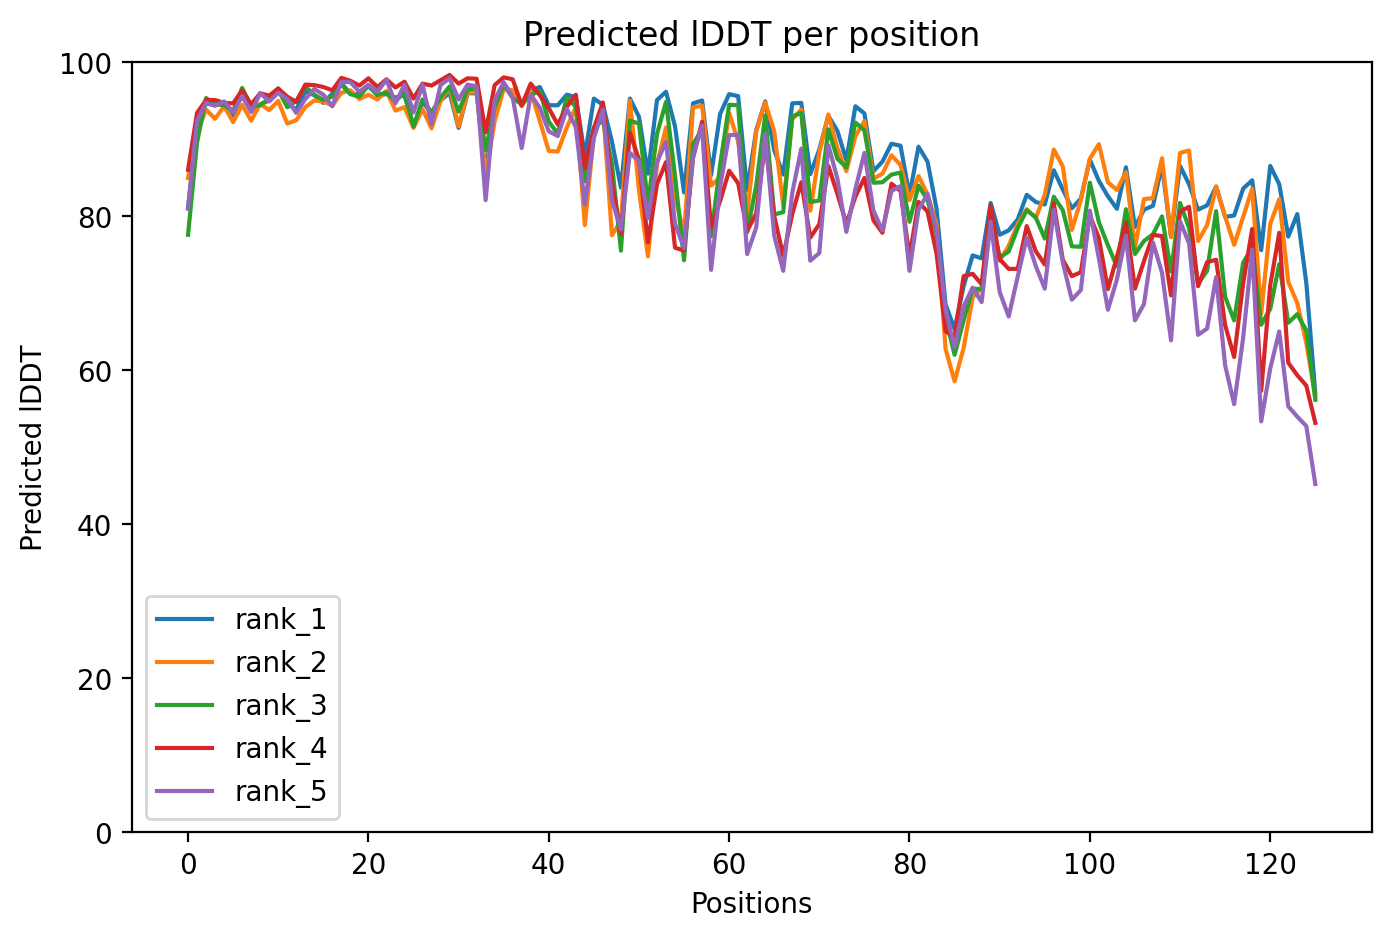 Predicted lDDT per position
100
80
60
40
20
0
Predicted lDDT
rank_1
rank_2
rank_3
rank_4
rank_5
0 20 40 60 80 100 120
Positions